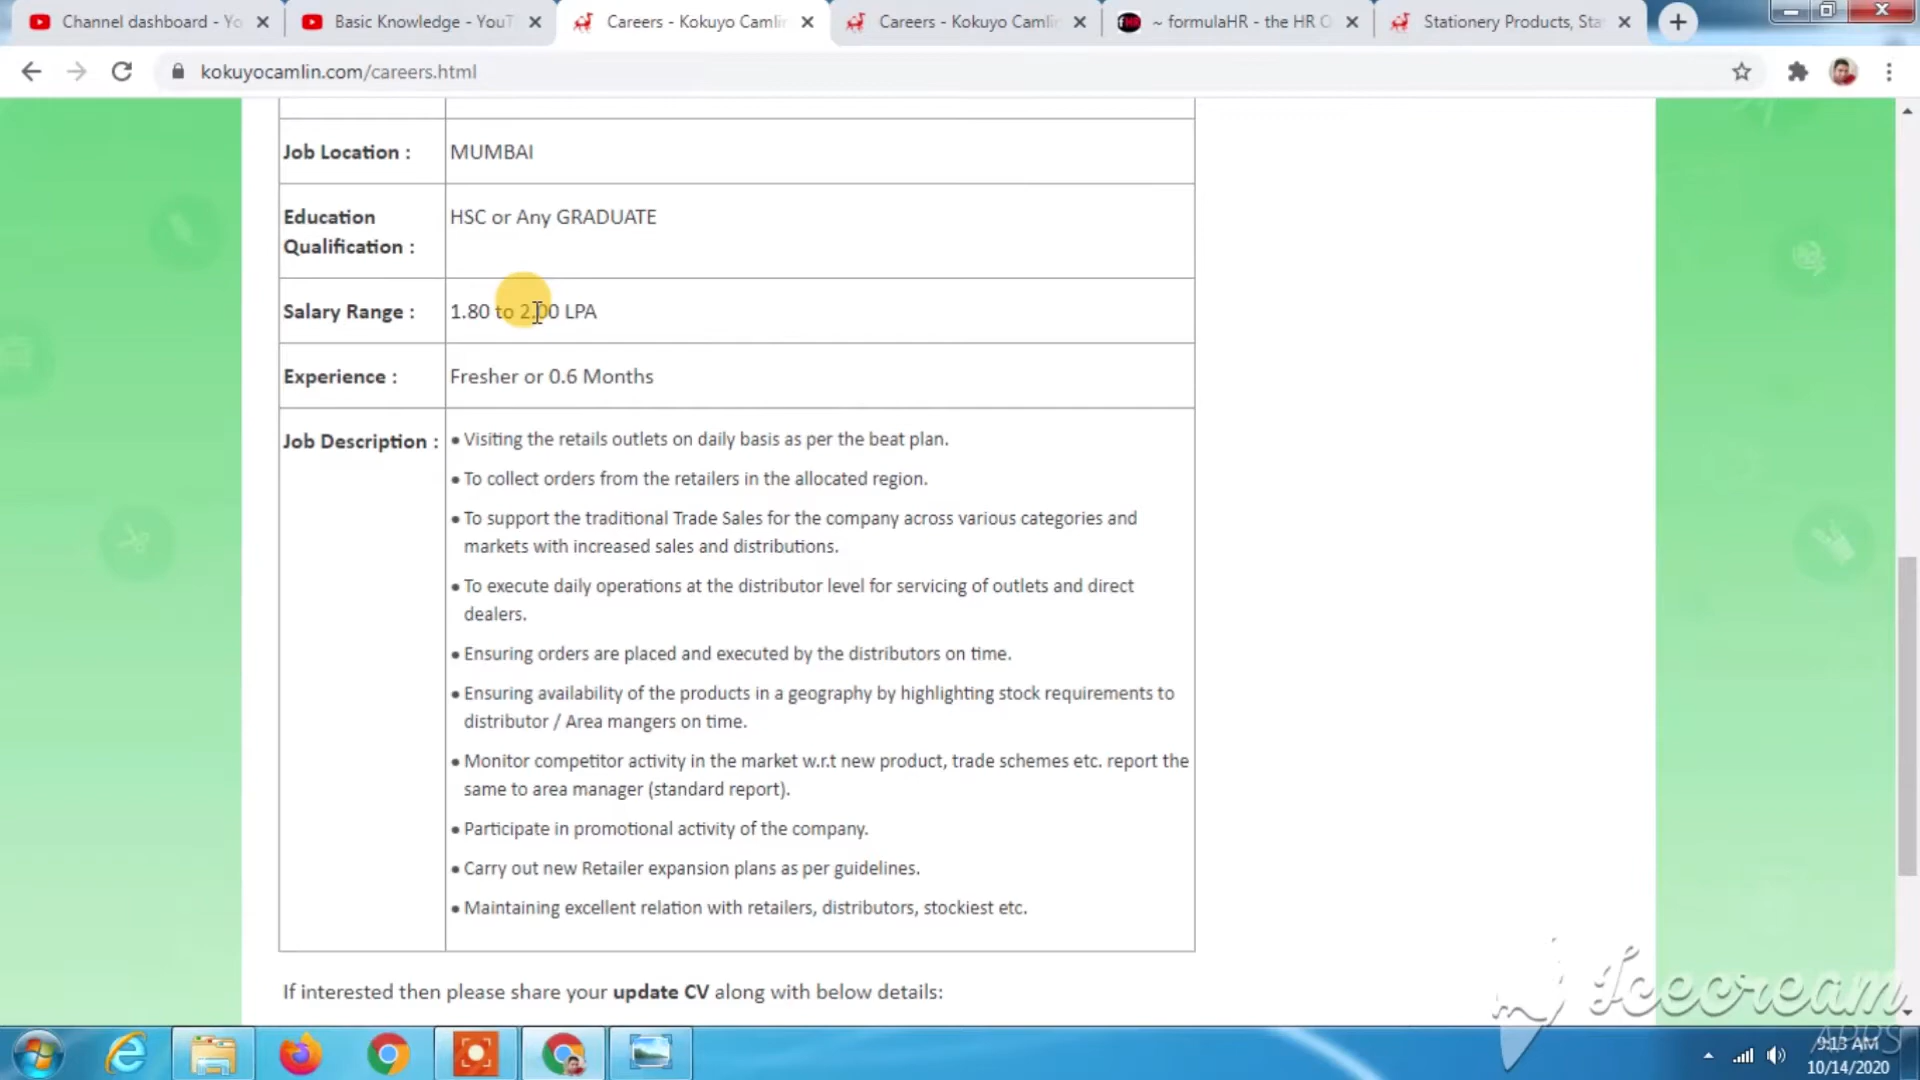 Channel dashboard - Yo
Basic Knowledge - YouT
Careers - Kokuyo Camlin
Careers - Kokuyo Camlin
~ formulaHR - the HR O
Stationery Products, Sta
kokuyocamlin.com/careers.html
Job Location : MUMBAI
Education Qualification : HSC or Any GRADUATE
Salary Range : 1.80 to 2.00 LPA
Experience : Fresher or 0.6 Months
Job Description :
• Visiting the retails outlets on daily basis as per the beat plan.
• To collect orders from the retailers in the allocated region.
• To support the traditional Trade Sales for the company across various categories and
markets with increased sales and distributions.
• To execute daily operations at the distributor level for servicing of outlets and direct
dealers.
• Ensuring orders are placed and executed by the distributors on time.
• Ensuring availability of the products in a geography by highlighting stock requirements to
distributor / Area mangers on time.
• Monitor competitor activity in the market w.r.t new product, trade schemes etc. report the
same to area manager (standard report).
• Participate in promotional activity of the company.
• Carry out new Retailer expansion plans as per guidelines.
• Maintaining excellent relation with retailers, distributors, stockiest etc.
If interested then please share your update CV along with below details:
Icecream
APPS
9:13 AM
10/14/2020